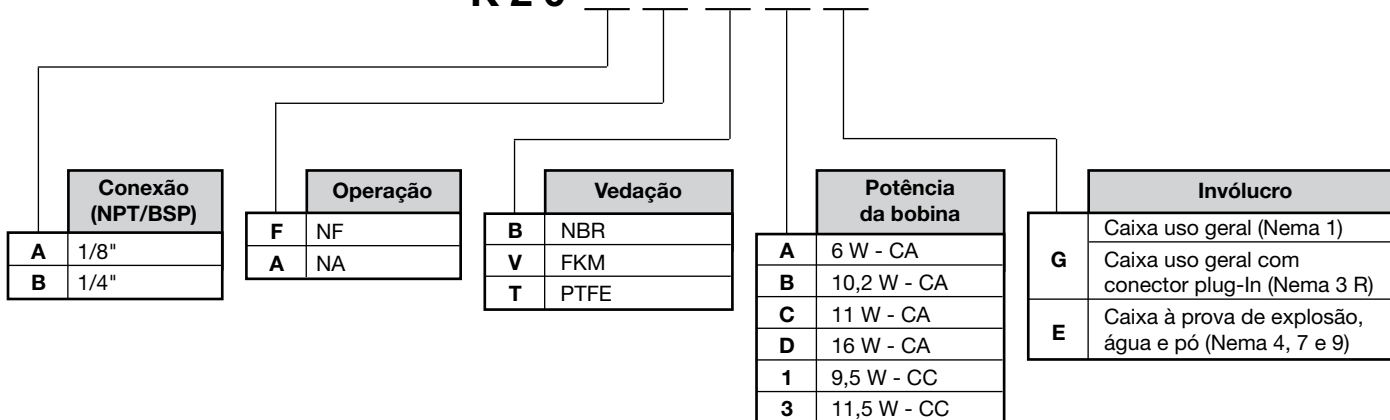 Conexão
(NPT/BSP)
A 1/8"
B 1/4"
Operação
F NF
A NA
Vedação
B NBR
V FKM
T PTFE
Potência
da bobina
A 6 W - CA
B 10,2 W - CA
C 11 W - CA
D 16 W - CA
1 9,5 W - CC
3 11,5 W - CC
Invólucro
G
Caixa uso geral (Nema 1)
Caixa uso geral com
conector plug-In (Nema 3 R)
E
Caixa à prova de explosão,
água e pó (Nema 4, 7 e 9)